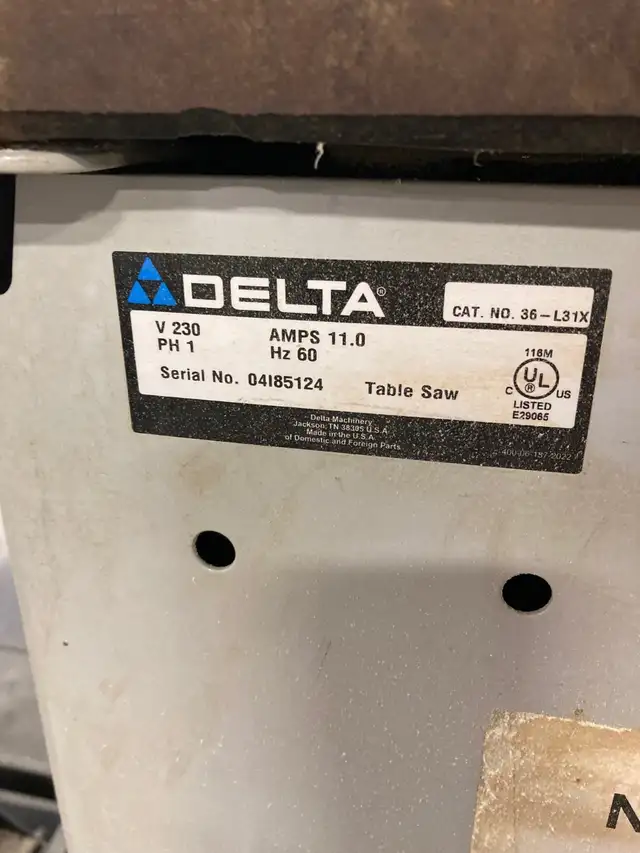 DELTA®
CAT. NO. 36-L31X
V 230 AMPS 11.0
PH 1 Hz 60
Serial No. 04I85124 Table Saw
116M
C UL US
LISTED
E29065
Delta Machinery
Jackson, TN 38305 U.S.A.
Made in the U.S.A.
of Domestic and Foreign Parts
N